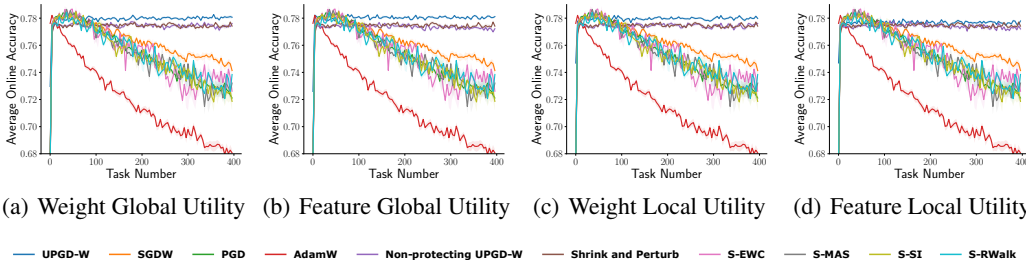 0.78
0.76
0.74
0.72
0.70
0.68
Average Online Accuracy
0 100 200 300 400
Task Number
(a) Weight Global Utility
0.78
0.76
0.74
0.72
0.70
0.68
Average Online Accuracy
0 100 200 300 400
Task Number
(b) Feature Global Utility
0.78
0.76
0.74
0.72
0.70
0.68
Average Online Accuracy
0 100 200 300 400
Task Number
(c) Weight Local Utility
0.78
0.76
0.74
0.72
0.70
0.68
Average Online Accuracy
0 100 200 300 400
Task Number
(d) Feature Local Utility
UPGD-W SGDW PGD AdamW Non-protecting UPGD-W Shrink and Perturb S-EWC S-MAS S-SI S-RWalk